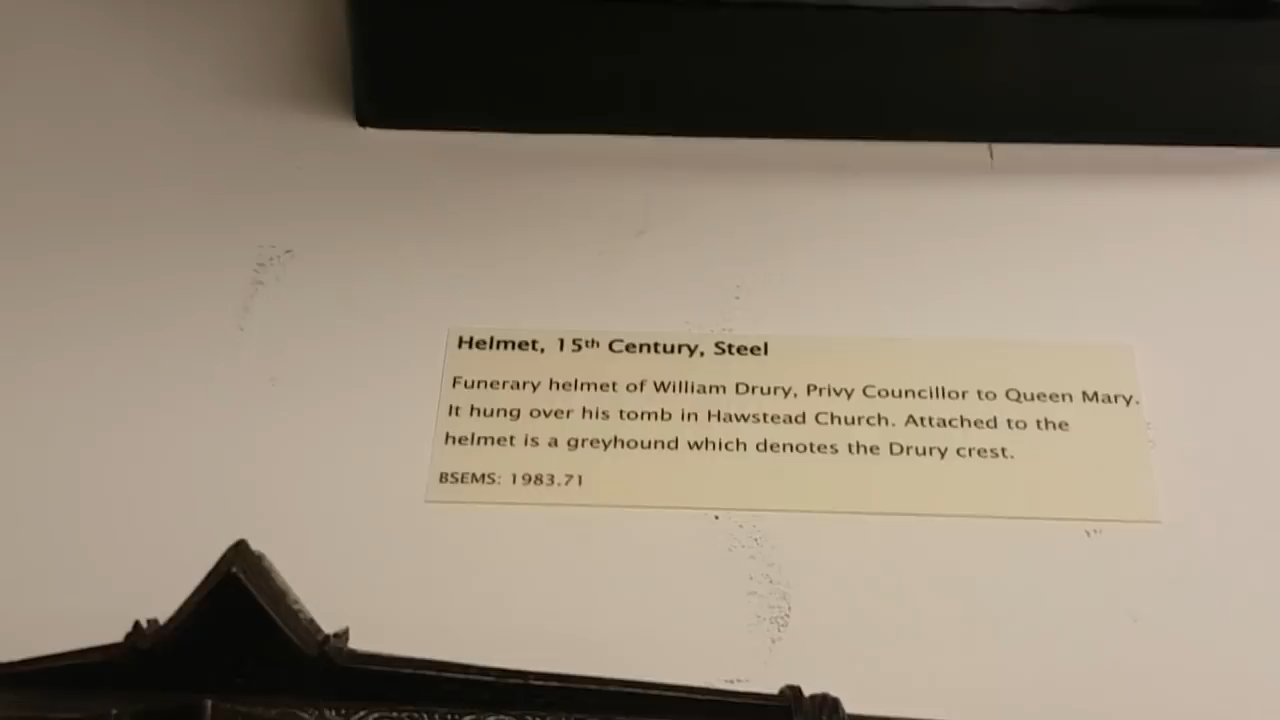 Helmet, 15th Century, Steel
Funerary helmet of William Drury, Privy Councillor to Queen Mary.
It hung over his tomb in Hawstead Church. Attached to the
helmet is a greyhound which denotes the Drury crest.
BSEMS: 1983.71